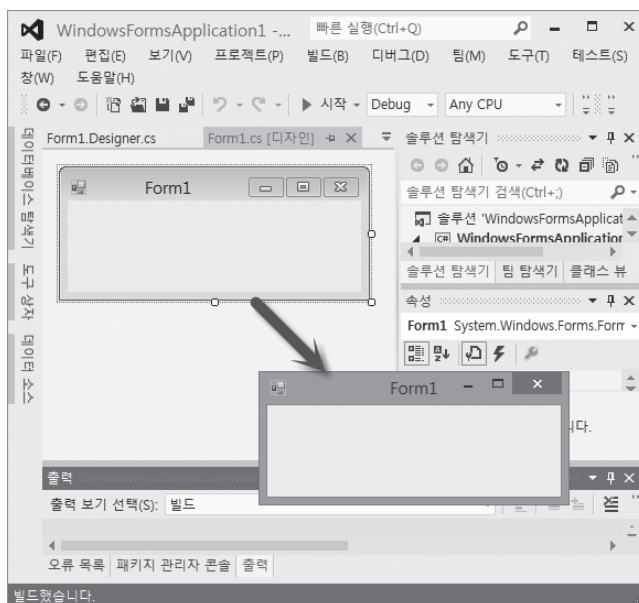 WindowsFormsApplication1 -...
빠른 실행(Ctrl+Q)
파일(F) 편집(E) 보기(V) 프로젝트(P) 빌드(B) 디버그(D) 팀(M) 도구(T) 테스트(S)
창(W) 도움말(H)
시작 Debug Any CPU
데이터베이스 탐색기
도구 상자
데이터 소스
Form1.Designer.cs
Form1.cs [디자인]
Form1
솔루션 탐색기
솔루션 탐색기 검색(Ctrl+;)
솔루션 'WindowsFormsApplicat
C# WindowsFormsApplication
솔루션 탐색기 팀 탐색기 클래스 뷰
속성
Form1 System.Windows.Forms.Form
Form1
니다.
출력
출력 보기 선택(S): 빌드
오류 목록 패키지 관리자 콘솔 출력
빌드했습니다.